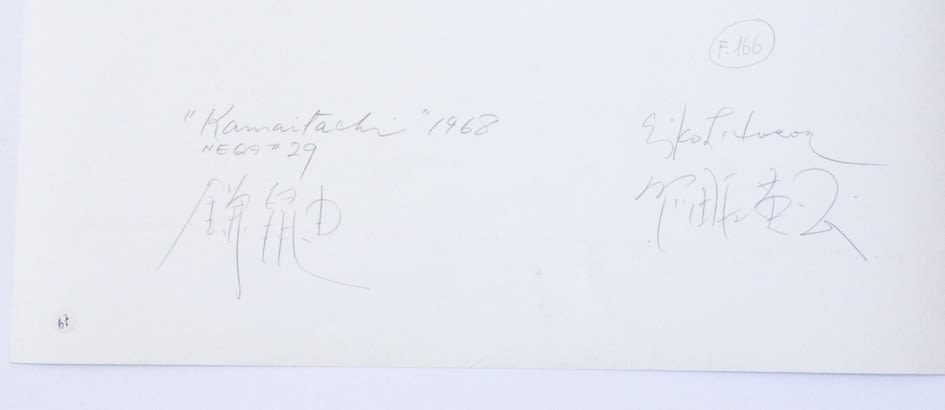 F.166
"Kamaitachi" 1968
NEGA # 29
鎌鼬
Eikoh Hosoe
細江英公